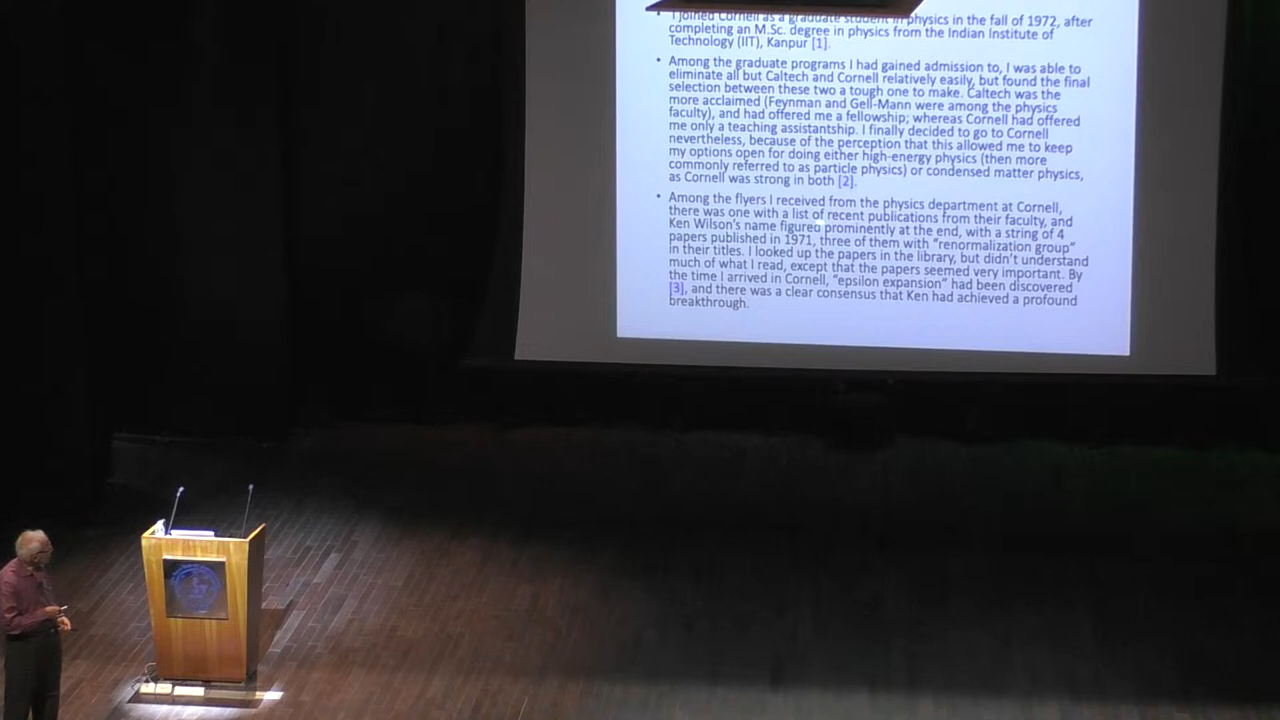 • I joined Cornell as a graduate student in physics in the fall of 1972, after
completing an M.Sc. degree in physics from the Indian Institute of
Technology (IIT), Kanpur [1].
• Among the graduate programs I had gained admission to, I was able to
eliminate all but Caltech and Cornell relatively easily, but found the final
selection between these two a tough one to make. Caltech was the
more acclaimed (Feynman and Gell-Mann were among the physics
faculty), and had offered me a fellowship; whereas Cornell had offered
me only a teaching assistantship. I finally decided to go to Cornell
nevertheless, because of the perception that this allowed me to keep
my options open for doing either high-energy physics (then more
commonly referred to as particle physics) or condensed matter physics,
as Cornell was strong in both [2].
• Among the flyers I received from the physics department at Cornell,
there was one with a list of recent publications from their faculty, and
Ken Wilson's name figured prominently at the end, with a string of 4
papers published in 1971, three of them with "renormalization group"
in their titles. I looked up the papers in the library, but didn't understand
much of what I read, except that the papers seemed very important. By
the time I arrived in Cornell, "epsilon expansion" had been discovered
[3], and there was a clear consensus that Ken had achieved a profound
breakthrough.